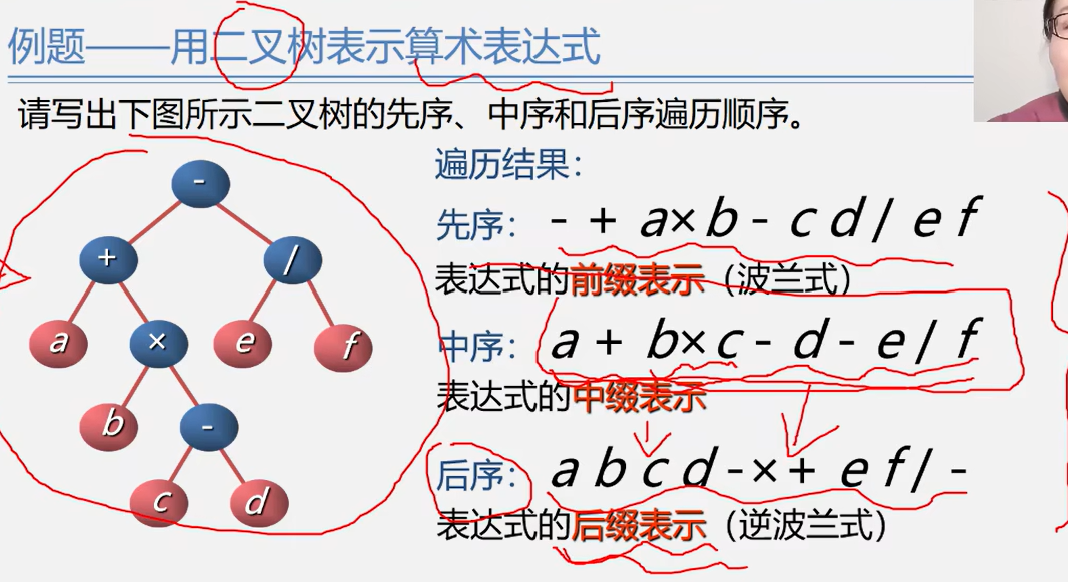 例题——用二叉树表示算术表达式
请写出下图所示二叉树的先序、中序和后序遍历顺序。
-
+ /
a × e f
b -
c d
遍历结果：
先序： - + a×b - c d / e f
表达式的前缀表示（波兰式）
中序： a + b×c - d - e / f
表达式的中缀表示
后序： a b c d -×+ e f / -
表达式的后缀表示（逆波兰式）